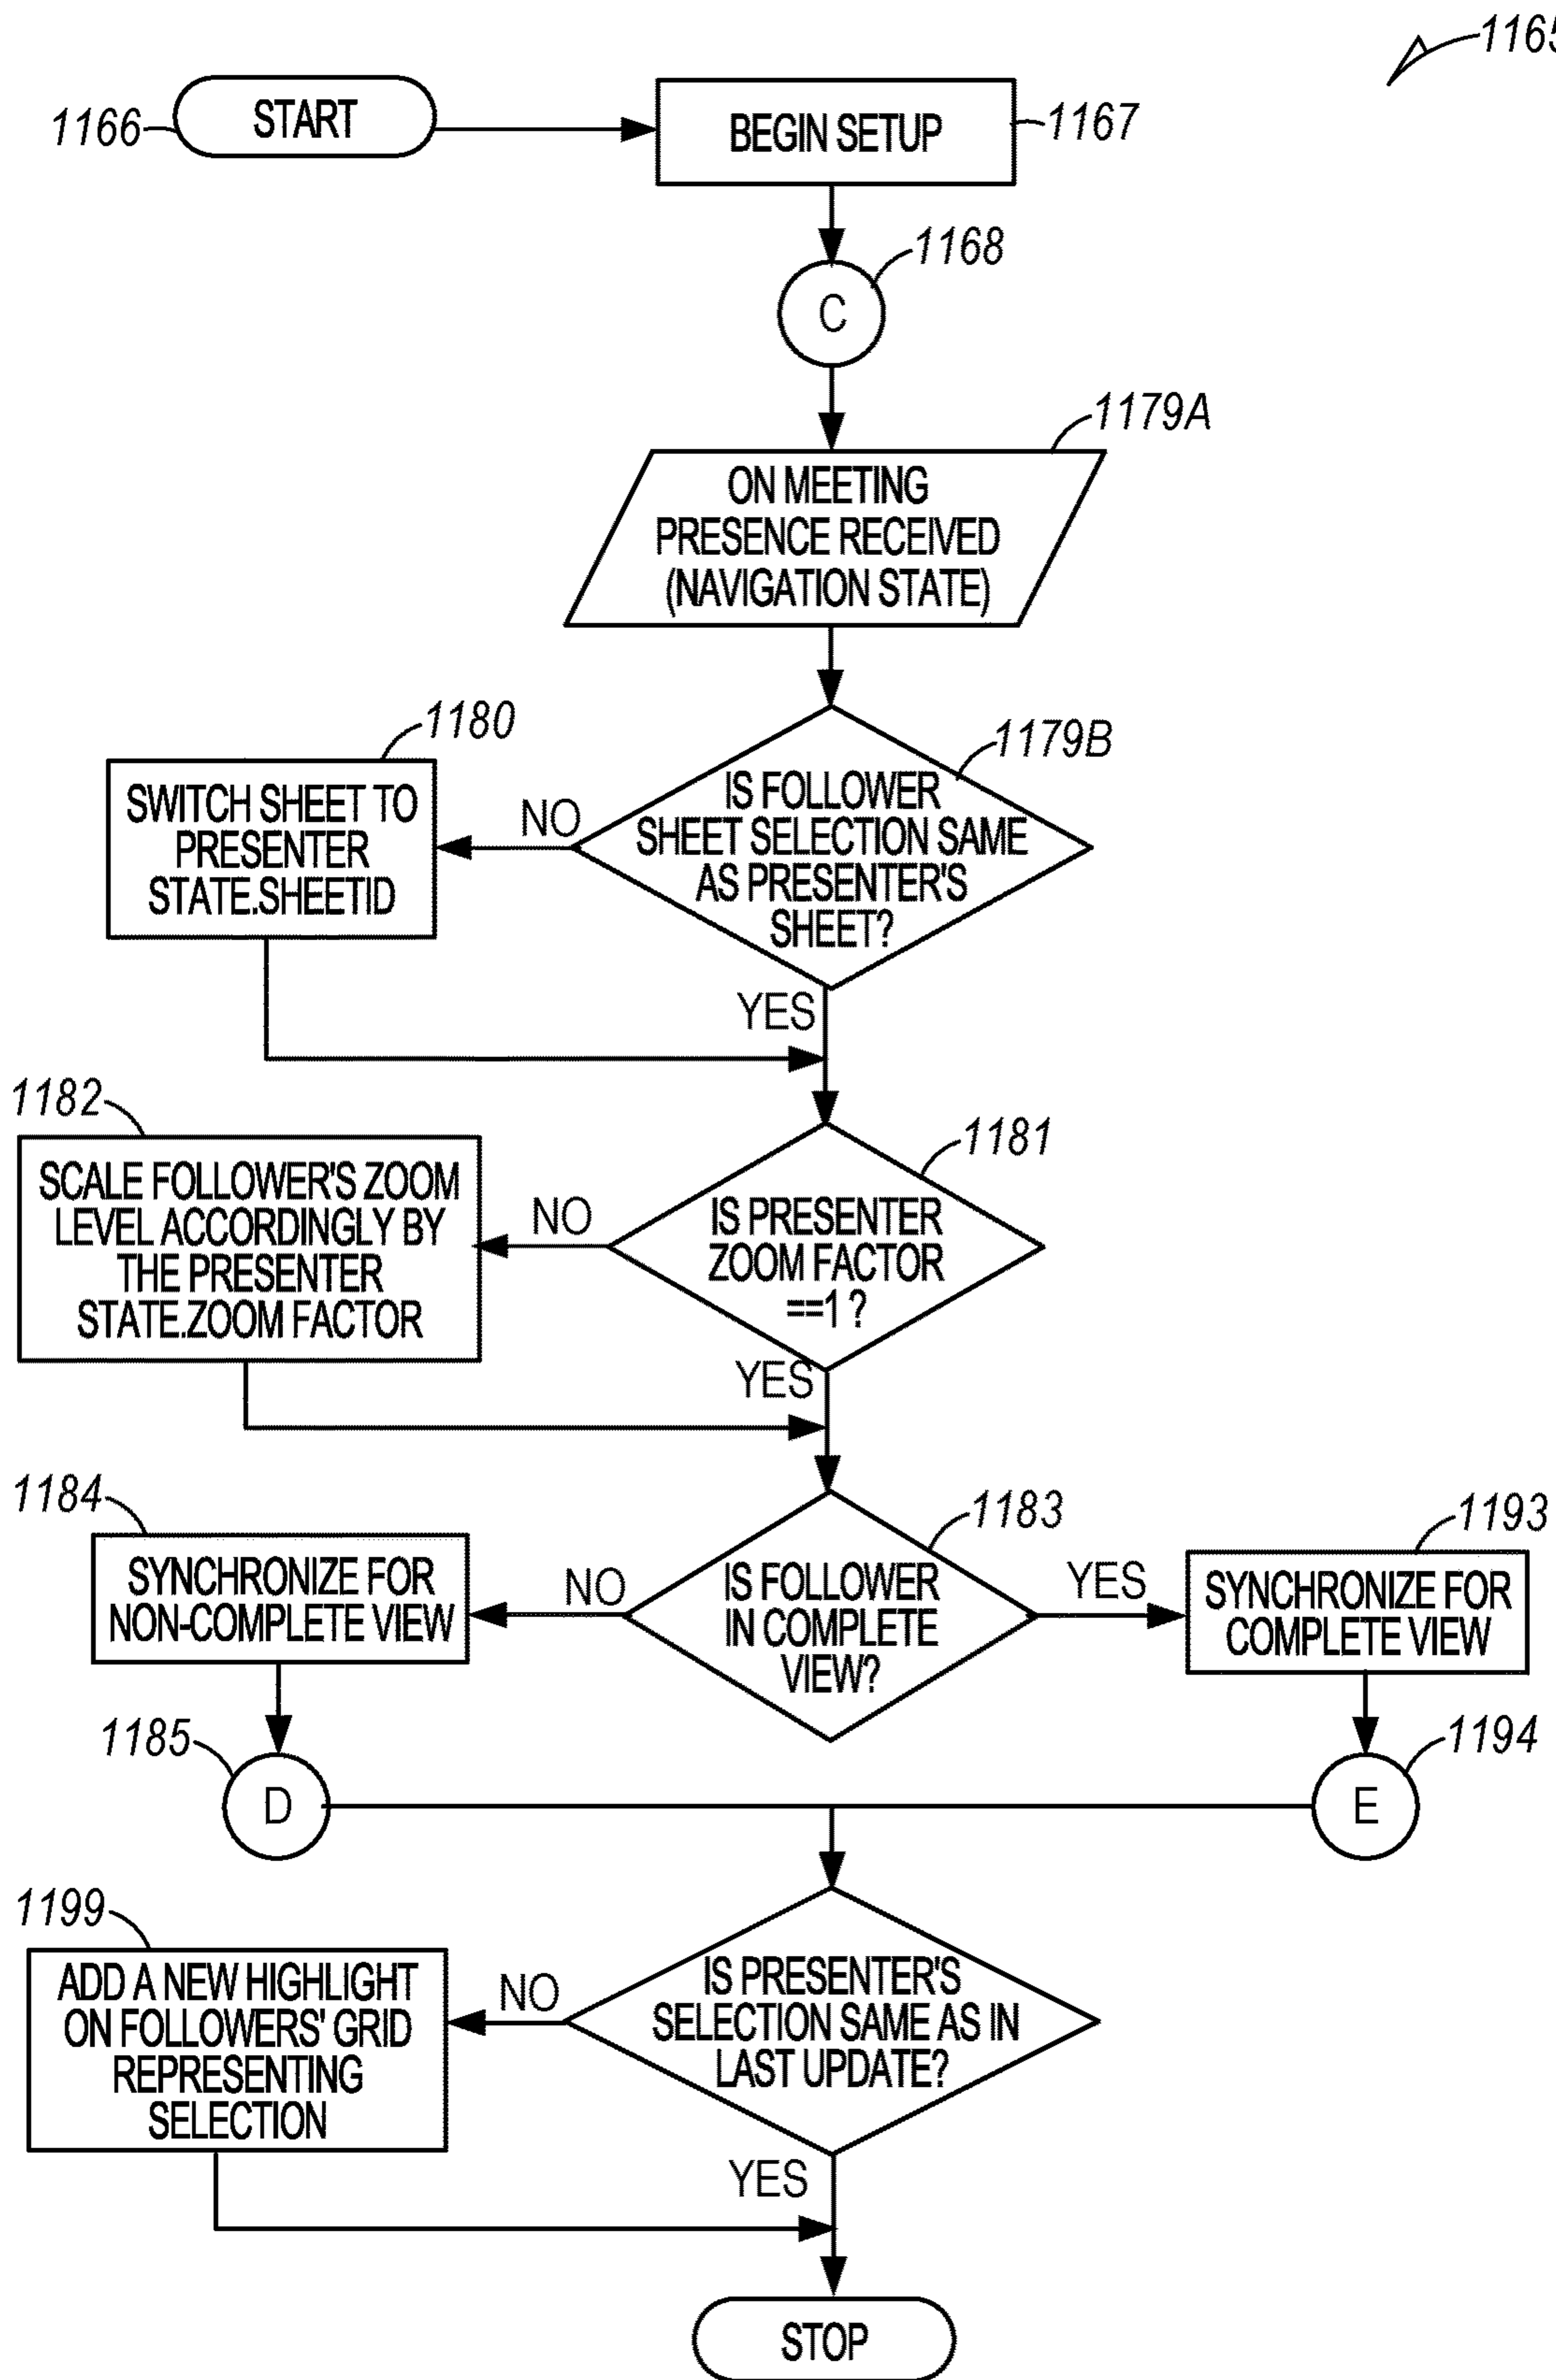 1165
1166
START
BEGIN SETUP
1167
1168
C
1179A
ON MEETING
PRESENCE RECEIVED
(NAVIGATION STATE)
1180
1179B
SWITCH SHEET TO
PRESENTER
STATE.SHEETID
NO
IS FOLLOWER
SHEET SELECTION SAME
AS PRESENTER'S
SHEET?
YES
1182
1181
SCALE FOLLOWER'S ZOOM
LEVEL ACCORDINGLY BY
THE PRESENTER
STATE.ZOOM FACTOR
NO
IS PRESENTER
ZOOM FACTOR
==1 ?
YES
1184
1183
1193
SYNCHRONIZE FOR
NON-COMPLETE VIEW
NO
IS FOLLOWER
IN COMPLETE
VIEW?
YES
SYNCHRONIZE FOR
COMPLETE VIEW
1185
D
1194
E
1199
ADD A NEW HIGHLIGHT
ON FOLLOWERS' GRID
REPRESENTING
SELECTION
NO
IS PRESENTER'S
SELECTION SAME AS IN
LAST UPDATE?
YES
STOP